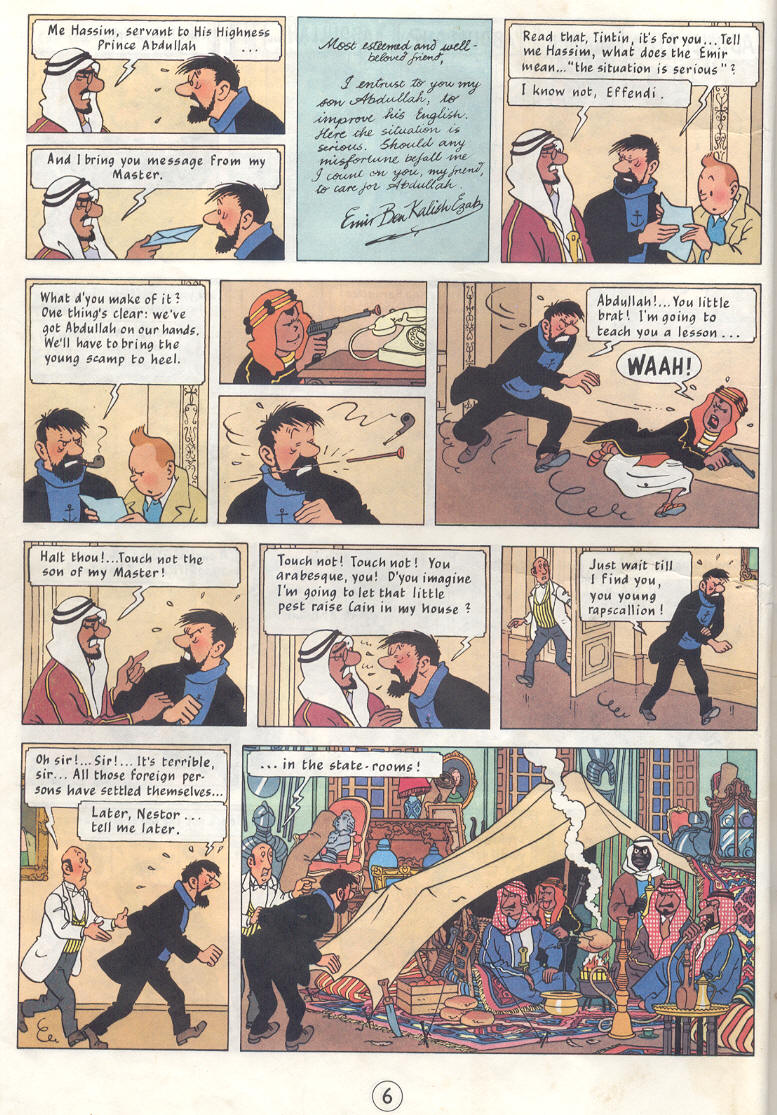 Me Hassim, servant to His Highness
Prince Abdullah ...
Most esteemed and well-
beloved friend,
I entrust to you my
son Abdullah, to
improve his English.
Here the situation is
serious. Should any
misfortune befall me
I count on you, my friend,
to care for Abdullah.
Emir Ben Kalish Ezab
Read that, Tintin, it's for you... Tell
me Hassim, what does the Emir
mean..."the situation is serious"?
I know not, Effendi.
And I bring you message from my
Master.
What d'you make of it?
One thing's clear: we've
got Abdullah on our hands.
We'll have to bring the
young scamp to heel.
Abdullah!...You little
brat! I'm going to
teach you a lesson ...
WAAH!
Halt thou!...Touch not the
son of my Master!
Touch not! Touch not! You
arabesque, you! D'you imagine
I'm going to let that little
pest raise Cain in my house?
Just wait till
I find you,
you young
rapscallion!
Oh sir!...Sir!... It's terrible,
sir... All those foreign per-
sons have settled themselves...
Later, Nestor...
tell me later.
... in the state-rooms!
6